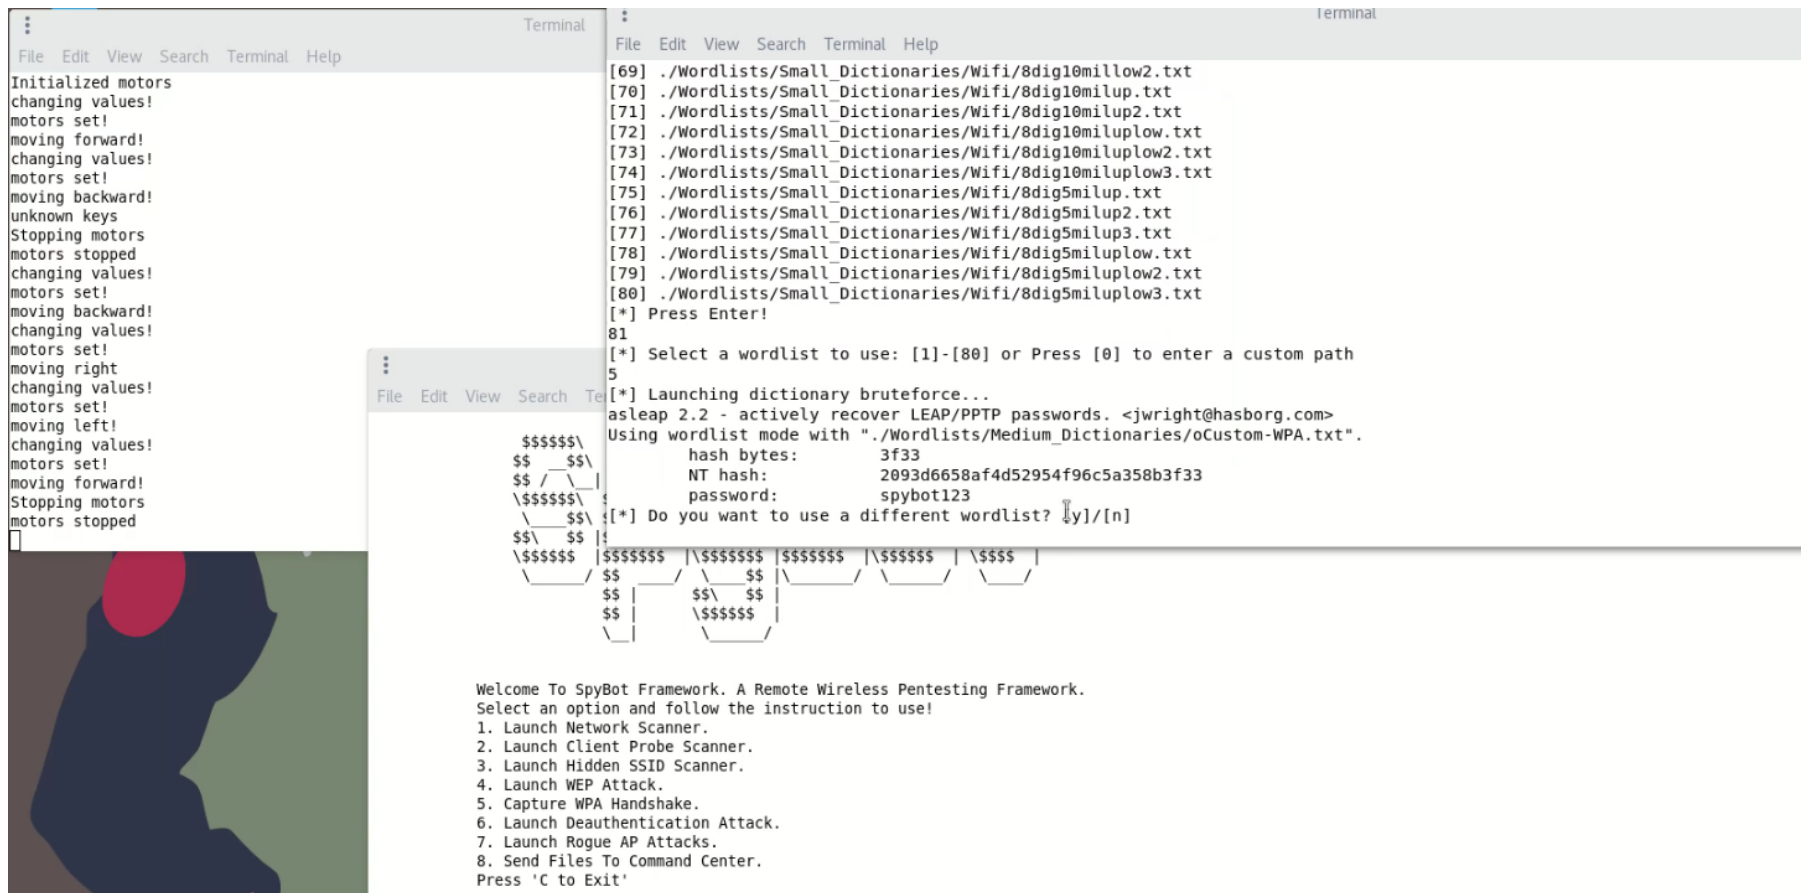 Terminal
File Edit View Search Terminal Help
Initialized motors
changing values!
motors set!
moving forward!
changing values!
motors set!
moving backward!
unknown keys
Stopping motors
motors stopped
changing values!
motors set!
moving backward!
changing values!
motors set!
moving right
changing values!
motors set!
moving left!
changing values!
motors set!
moving forward!
Stopping motors
motors stopped
Terminal
File Edit View Search Terminal Help
[69] ./Wordlists/Small_Dictionaries/Wifi/8dig10millow2.txt
[70] ./Wordlists/Small_Dictionaries/Wifi/8dig10milup.txt
[71] ./Wordlists/Small_Dictionaries/Wifi/8dig10milup2.txt
[72] ./Wordlists/Small_Dictionaries/Wifi/8dig10miluplow.txt
[73] ./Wordlists/Small_Dictionaries/Wifi/8dig10miluplow2.txt
[74] ./Wordlists/Small_Dictionaries/Wifi/8dig10miluplow3.txt
[75] ./Wordlists/Small_Dictionaries/Wifi/8dig5milup.txt
[76] ./Wordlists/Small_Dictionaries/Wifi/8dig5milup2.txt
[77] ./Wordlists/Small_Dictionaries/Wifi/8dig5milup3.txt
[78] ./Wordlists/Small_Dictionaries/Wifi/8dig5miluplow.txt
[79] ./Wordlists/Small_Dictionaries/Wifi/8dig5miluplow2.txt
[80] ./Wordlists/Small_Dictionaries/Wifi/8dig5miluplow3.txt
[*] Press Enter!
81
[*] Select a wordlist to use: [1]-[80] or Press [0] to enter a custom path
5
[*] Launching dictionary bruteforce...
asleap 2.2 - actively recover LEAP/PPTP passwords. <jwright@hasborg.com>
Using wordlist mode with "./Wordlists/Medium_Dictionaries/oCustom-WPA.txt".
hash bytes: 3f33
NT hash: 2093d6658af4d52954f96c5a358b3f33
password: spybot123
[*] Do you want to use a different wordlist? [y]/[n]
File Edit View Search Te
Welcome To SpyBot Framework. A Remote Wireless Pentesting Framework.
Select an option and follow the instruction to use!
1. Launch Network Scanner.
2. Launch Client Probe Scanner.
3. Launch Hidden SSID Scanner.
4. Launch WEP Attack.
5. Capture WPA Handshake.
6. Launch Deauthentication Attack.
7. Launch Rogue AP Attacks.
8. Send Files To Command Center.
Press 'C to Exit'